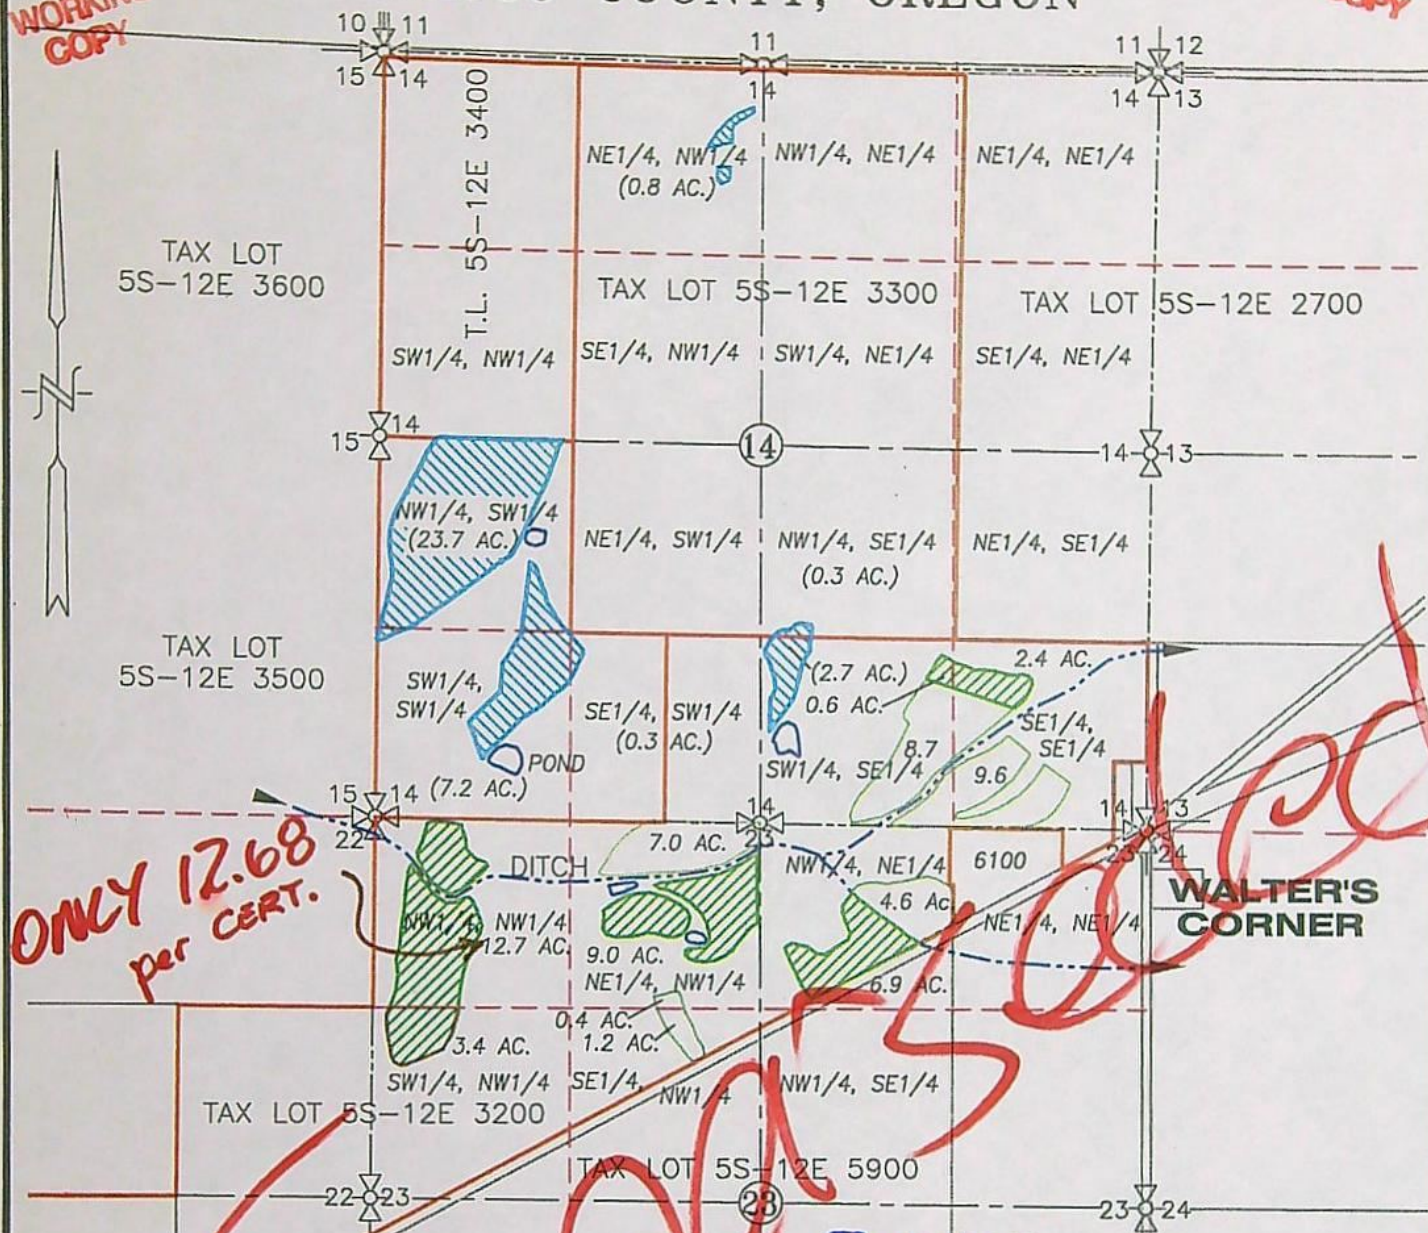 WORKING
COPY
COUNTY, OREGON
COPY
10 11
15 14
11
14
11 12
14 13
T.L. 5S-12E 3400
NE1/4, NW1/4
(0.8 AC.)
NW1/4, NE1/4
NE1/4, NE1/4
TAX LOT
5S-12E 3600
TAX LOT 5S-12E 3300
TAX LOT 5S-12E 2700
SW1/4, NW1/4
SE1/4, NW1/4
SW1/4, NE1/4
SE1/4, NE1/4
N
15 14
14
14 13
NW1/4, SW1/4
(23.7 AC.)
NE1/4, SW1/4
NW1/4, SE1/4
(0.3 AC.)
NE1/4, SE1/4
TAX LOT
5S-12E 3500
SW1/4,
SW1/4
SE1/4, SW1/4
(0.3 AC.)
(2.7 AC.)
0.6 AC.
2.4 AC.
SE1/4,
SE1/4
8.7
9.6
SW1/4, SE1/4
POND
(7.2 AC.)
15 14
22
14
23
14 13
23 24
7.0 AC.
DITCH
NW1/4, NE1/4
6100
4.6 Ac
WALTER'S
CORNER
ONLY 12.68
per CERT.
NW1/4, NW1/4
12.7 AC.
9.0 AC.
NE1/4, NW1/4
NE1/4, NE1/4
6.9 AC.
0.4 AC.
1.2 AC.
3.4 AC.
SW1/4, NW1/4
SE1/4,
NW1/4
NW1/4, SE1/4
TAX LOT 5S-12E 3200
TAX LOT 5S-12E 5900
22 23
23
23 24